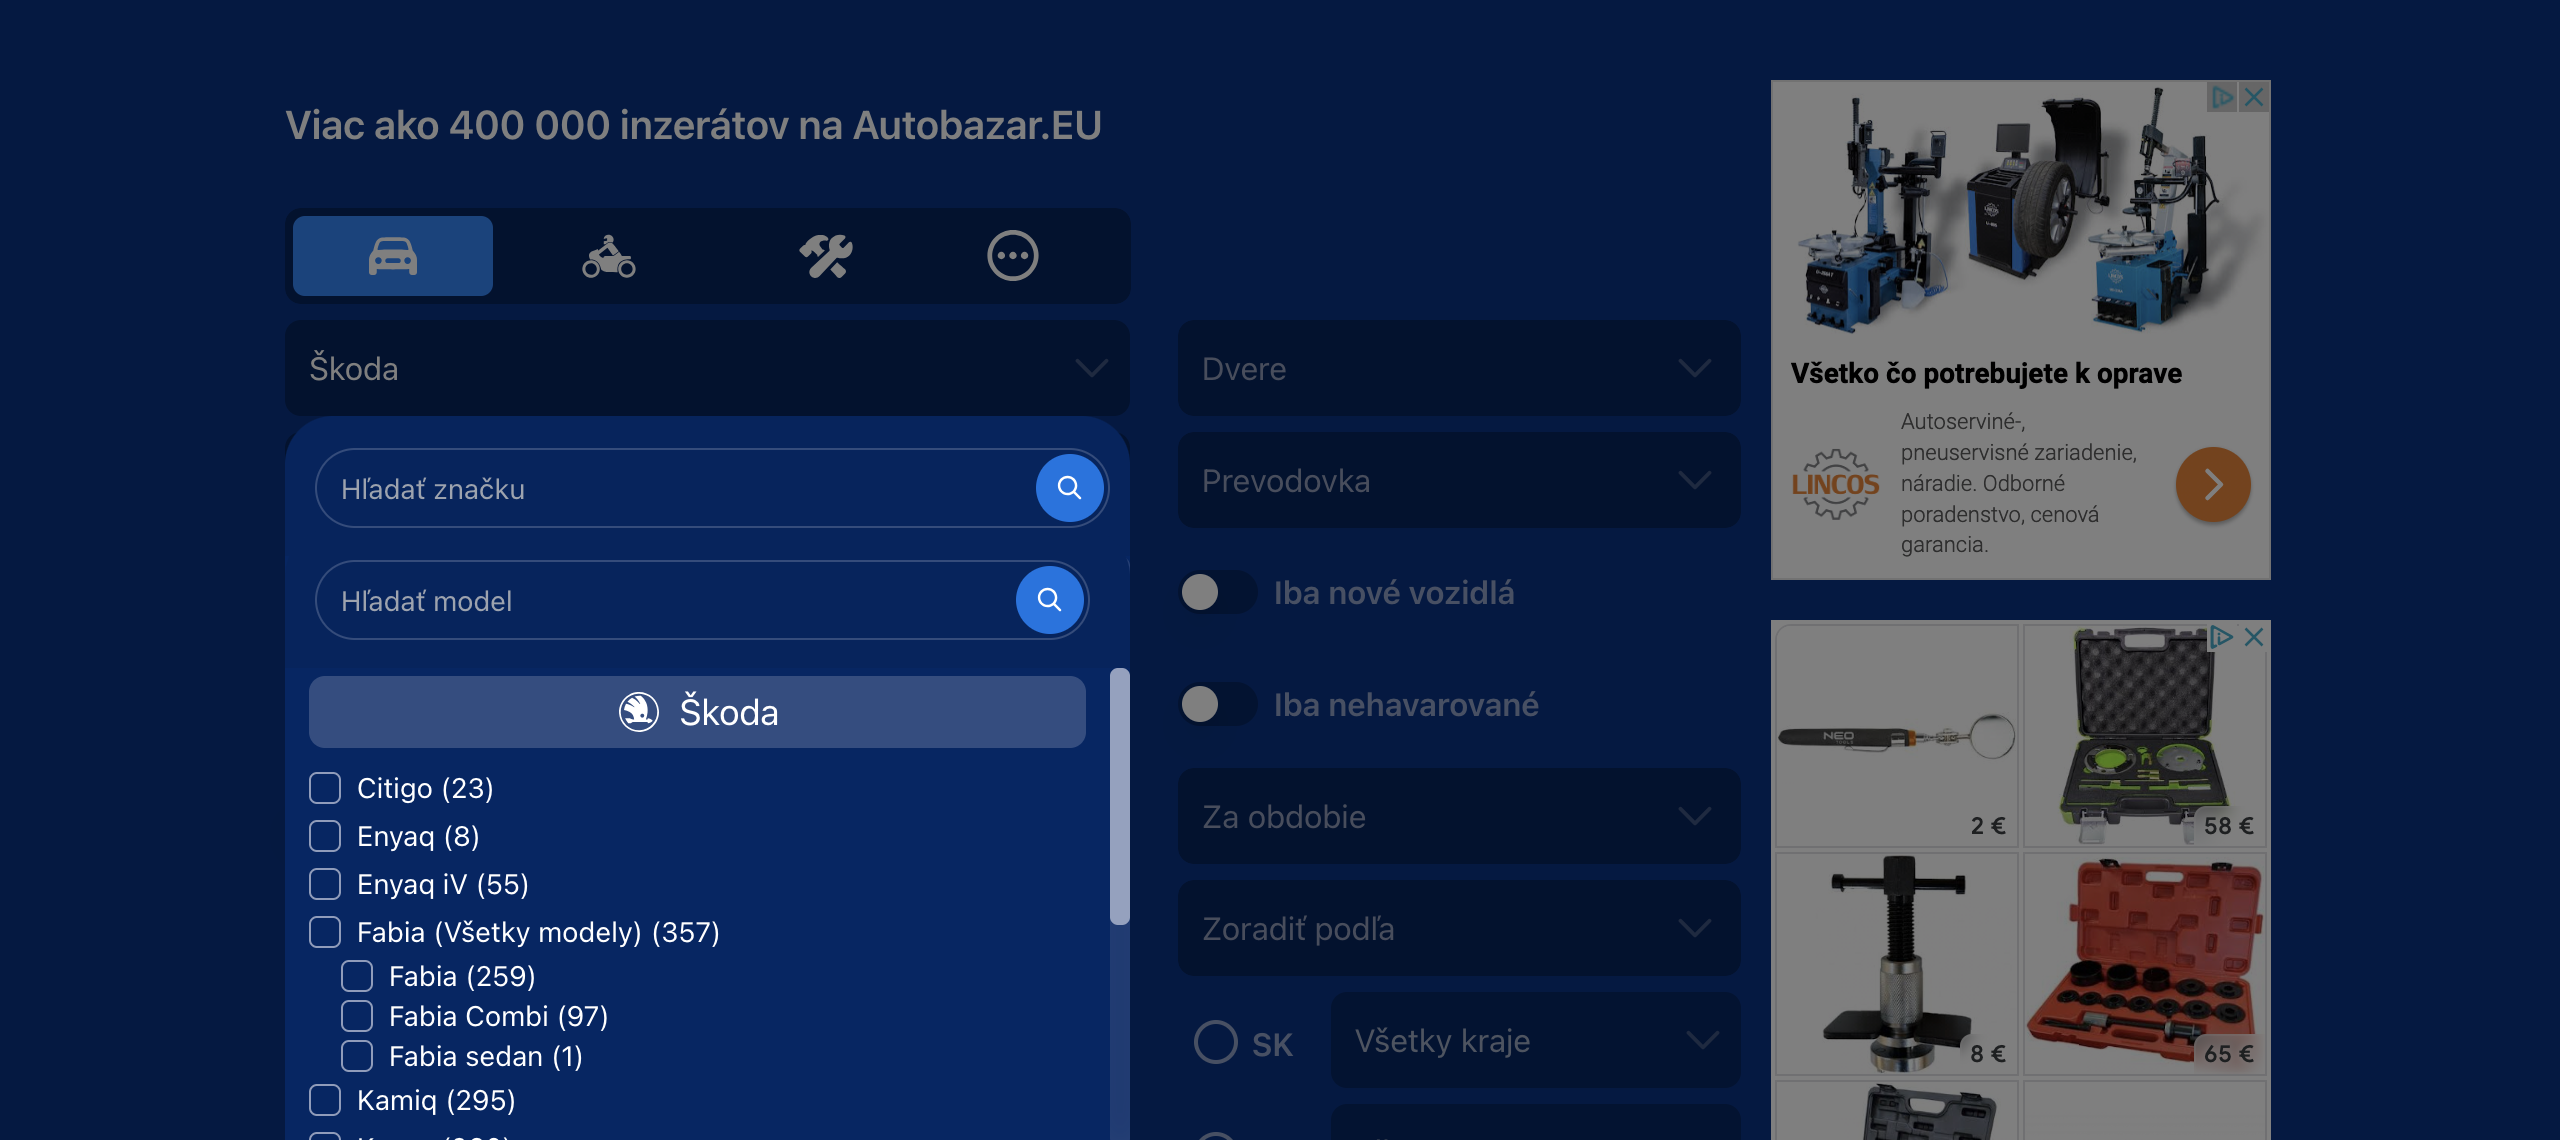 Viac ako 400 000 inzerátov na Autobazar.EU
Škoda
Hľadať značku
Hľadať model
Škoda
Citigo (23)
Enyaq (8)
Enyaq iV (55)
Fabia (Všetky modely) (357)
Fabia (259)
Fabia Combi (97)
Fabia sedan (1)
Kamiq (295)
Dvere
Prevodovka
Iba nové vozidlá
Iba nehavarované
Za obdobie
Zoradiť podľa
SK
Všetky kraje
Všetko čo potrebujete k oprave
LINCOS
Autoserviné-,
pneuservisné zariadenie,
náradie. Odborné
poradenstvo, cenová
garancia.
NEO
2 €
58 €
8 €
65 €